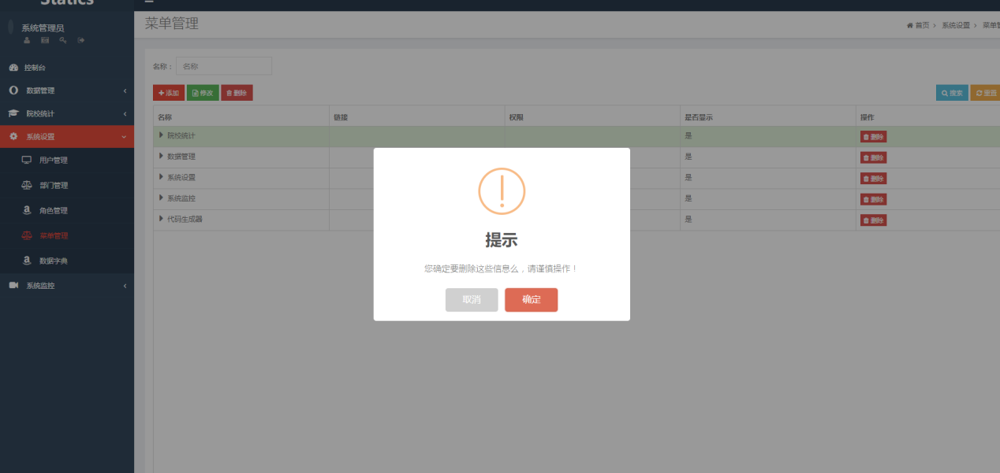 Statics
系统管理员
控制台
数据管理
院校统计
系统设置
用户管理
部门管理
角色管理
菜单管理
数据字典
系统监控
菜单管理
首页 > 系统设置 > 菜单管
名称：
名称
添加 修改 删除
搜索 重置
名称 链接 权限 是否显示 操作
院校统计 是 删除
数据管理 是 删除
系统设置 是 删除
系统监控 是 删除
代码生成器 是 删除
提示
您确定要删除这些信息么，请谨慎操作！
取消 确定